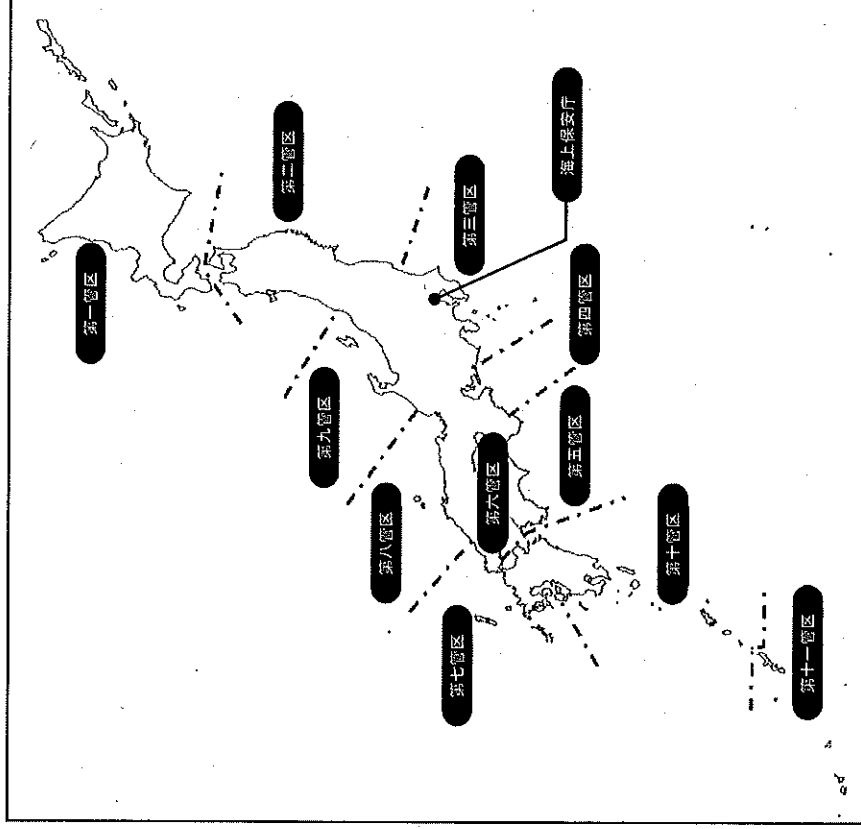 第一管区
第二管区
第三管区
海上保安庁
第四管区
第五管区
第六管区
第七管区
第八管区
第九管区
第十管区
第十一管区